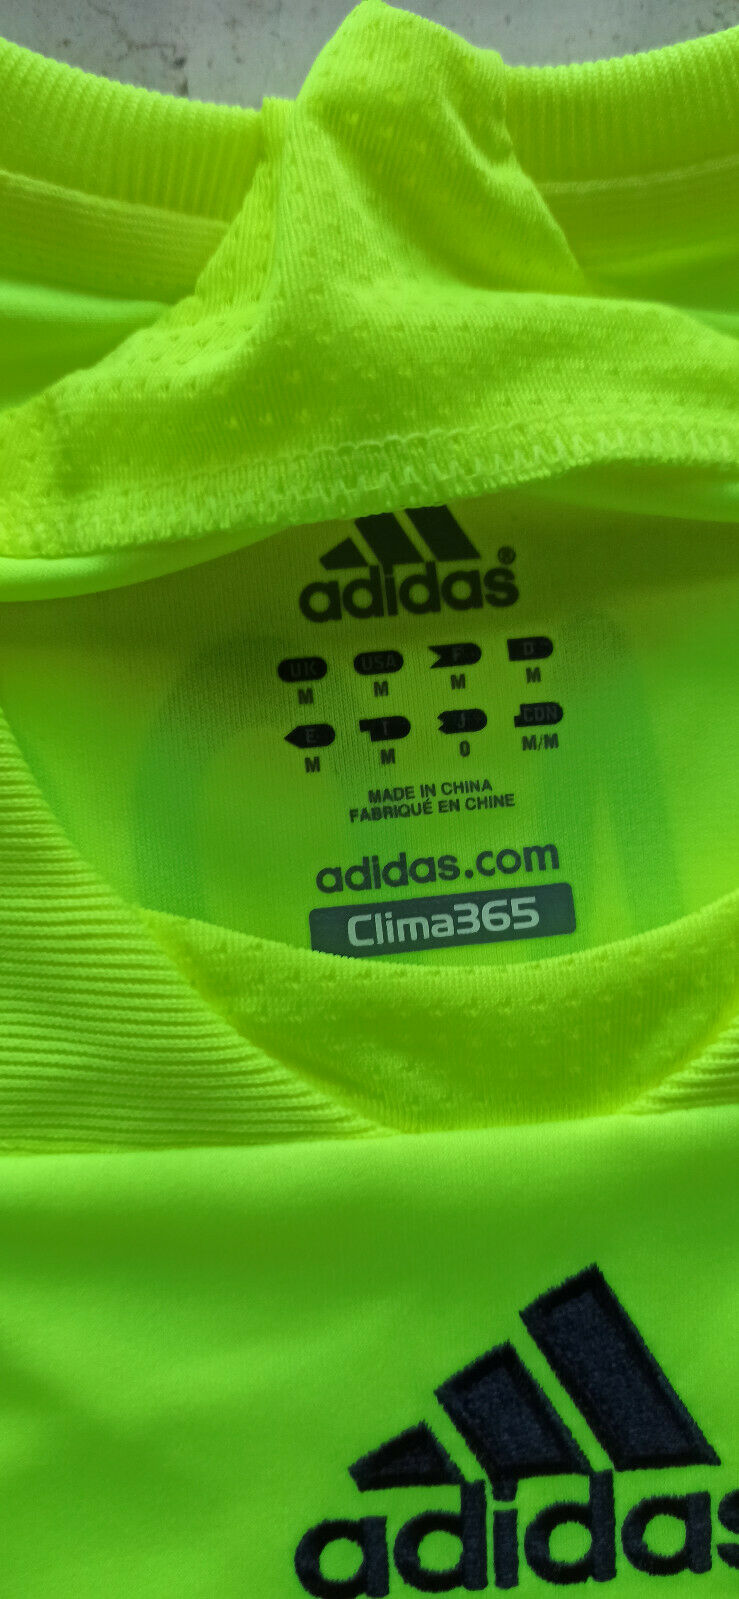 adidas®
UK USA F D
M M M M
E I J CDN
M M O M/M
MADE IN CHINA
FABRIQUÉ EN CHINE
adidas.com
Clima365
adidas